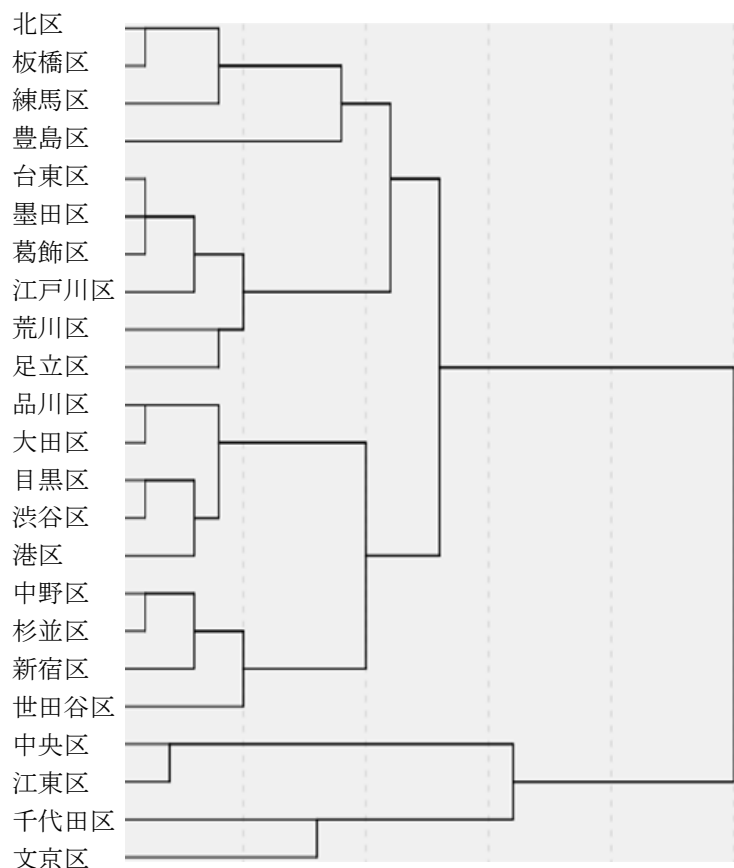 北区
板橋区
練馬区
豊島区
台東区
墨田区
葛飾区
江戸川区
荒川区
足立区
品川区
大田区
目黒区
渋谷区
港区
中野区
杉並区
新宿区
世田谷区
中央区
江東区
千代田区
文京区